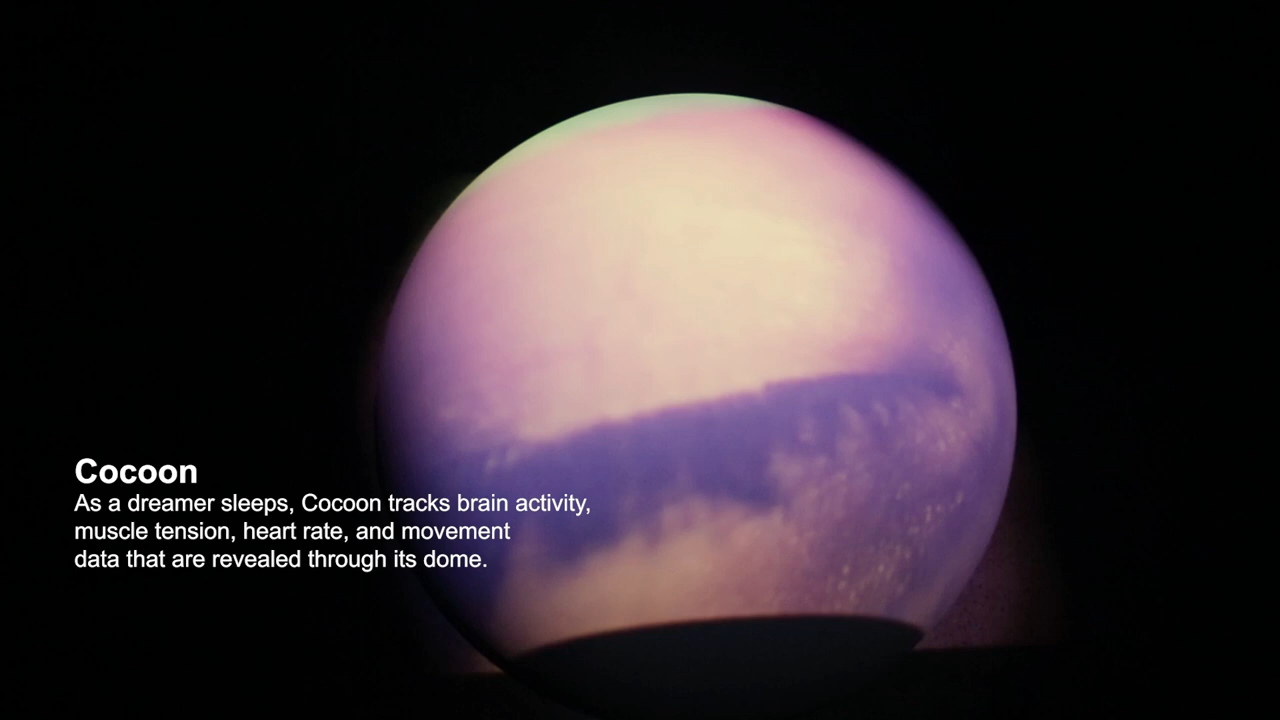 Cocoon
As a dreamer sleeps, Cocoon tracks brain activity,
muscle tension, heart rate, and movement
data that are revealed through its dome.